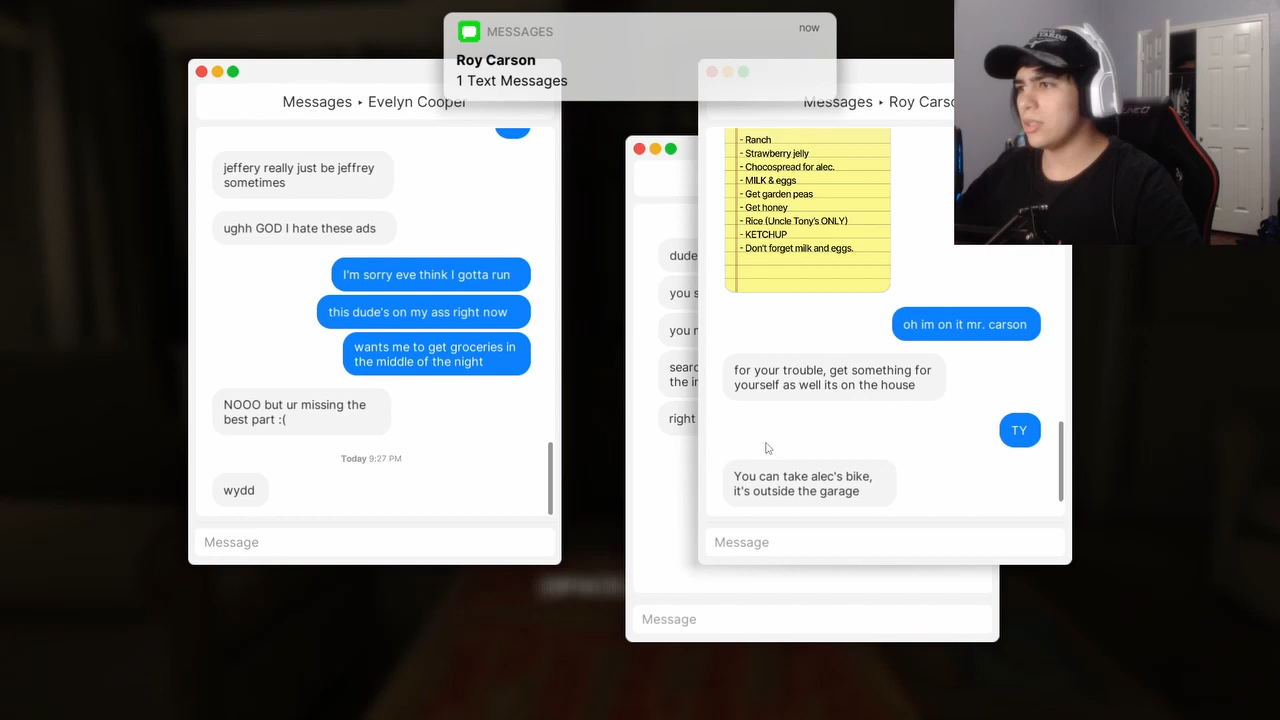 MESSAGES
now
Roy Carson
1 Text Messages
Messages ▸ Evelyn Cooper
jeffery really just be jeffrey
sometimes
ughh GOD I hate these ads
I'm sorry eve think I gotta run
this dude's on my ass right now
wants me to get groceries in
the middle of the night
NOOO but ur missing the
best part :(
Today 9:27 PM
wydd
Message
dude
you s
you
searc
the i
right
Message
Messages ▸ Roy Carso
- Ranch
- Strawberry jelly
- Chocospread for alec.
- MILK & eggs
- Get garden peas
- Get honey
- Rice (Uncle Tony's ONLY)
- KETCHUP
- Don't forget milk and eggs.
oh im on it mr. carson
for your trouble, get something for
yourself as well its on the house
TY
You can take alec's bike,
it's outside the garage
Message